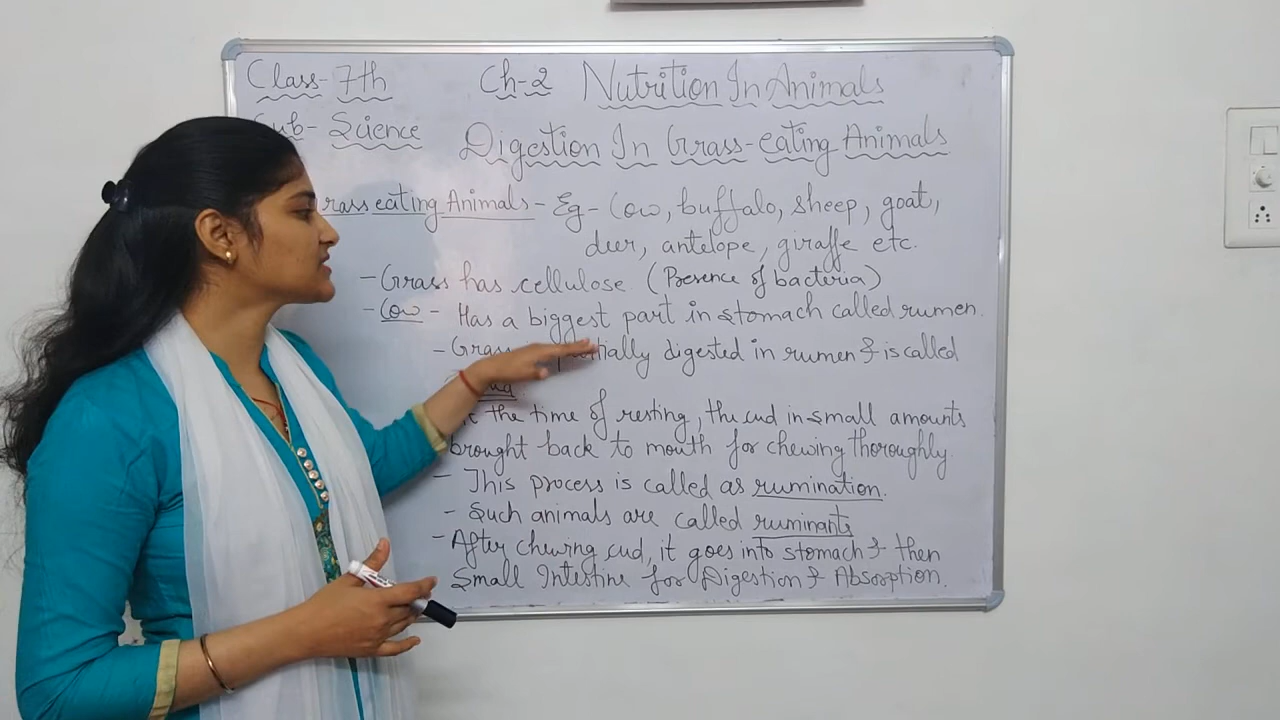 Class- 7th Ch-2 Nutrition In Animals
Sub- Science Digestion In Grass-eating Animals
rass eating Animals - Eg- Cow, buffalo, sheep, goat,
deer, antelope, giraffe etc.
- Grass has cellulose (Presence of bacteria)
- Cow - Has a biggest part in stomach called rumen.
- Grass partially digested in rumen & is called
cud.
the time of resting, the cud in small amounts
brought back to mouth for chewing thoroughly
- This process is called as rumination.
- Such animals are called ruminants
- After chewing cud, it goes into stomach & then
Small Intestine for Digestion & Absorption.